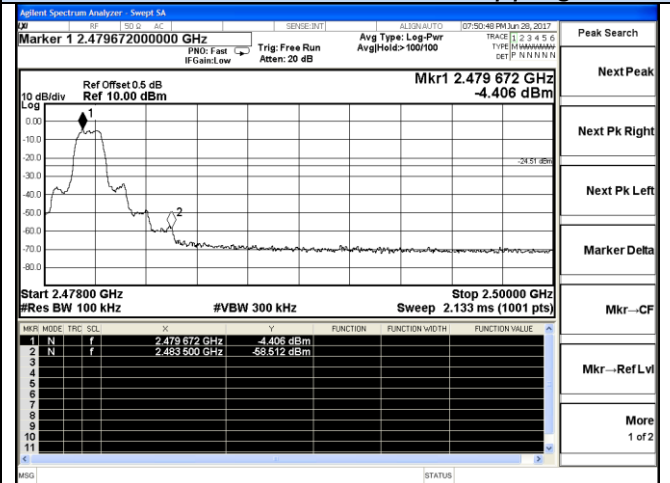 Agilent Spectrum Analyzer - Swept SA
RF 50 Ω AC SENSE:INT ALIGN AUTO 07:50:48 PM Jun 28, 2017
Marker 1 2.479672000000 GHz
PNO: Fast Trig: Free Run Avg Type: Log-Pwr TRACE 1 2 3 4 5 6
IFGain:Low Atten: 20 dB Avg|Hold:> 100/100 TYPE M
DET P N N N N N
Peak Search
Next Peak
Next Pk Right
Next Pk Left
Marker Delta
Mkr→CF
Mkr→RefLvl
More
1 of 2
Ref Offset 0.5 dB
10 dB/div Ref 10.00 dBm
Log
Mkr1 2.479 672 GHz
-4.406 dBm
0.00
-10.0
-20.0
-30.0
-40.0
-50.0
-60.0
-70.0
-80.0
1
2
-24.51 dBm
Start 2.47800 GHz Stop 2.50000 GHz
#Res BW 100 kHz #VBW 300 kHz Sweep 2.133 ms (1001 pts)
MKR MODE TRC SCL X Y FUNCTION FUNCTION WIDTH FUNCTION VALUE
1 N f 2.479 672 GHz -4.406 dBm
2 N f 2.483 500 GHz -58.512 dBm
3
4
5
6
7
8
9
10
11
MSG STATUS